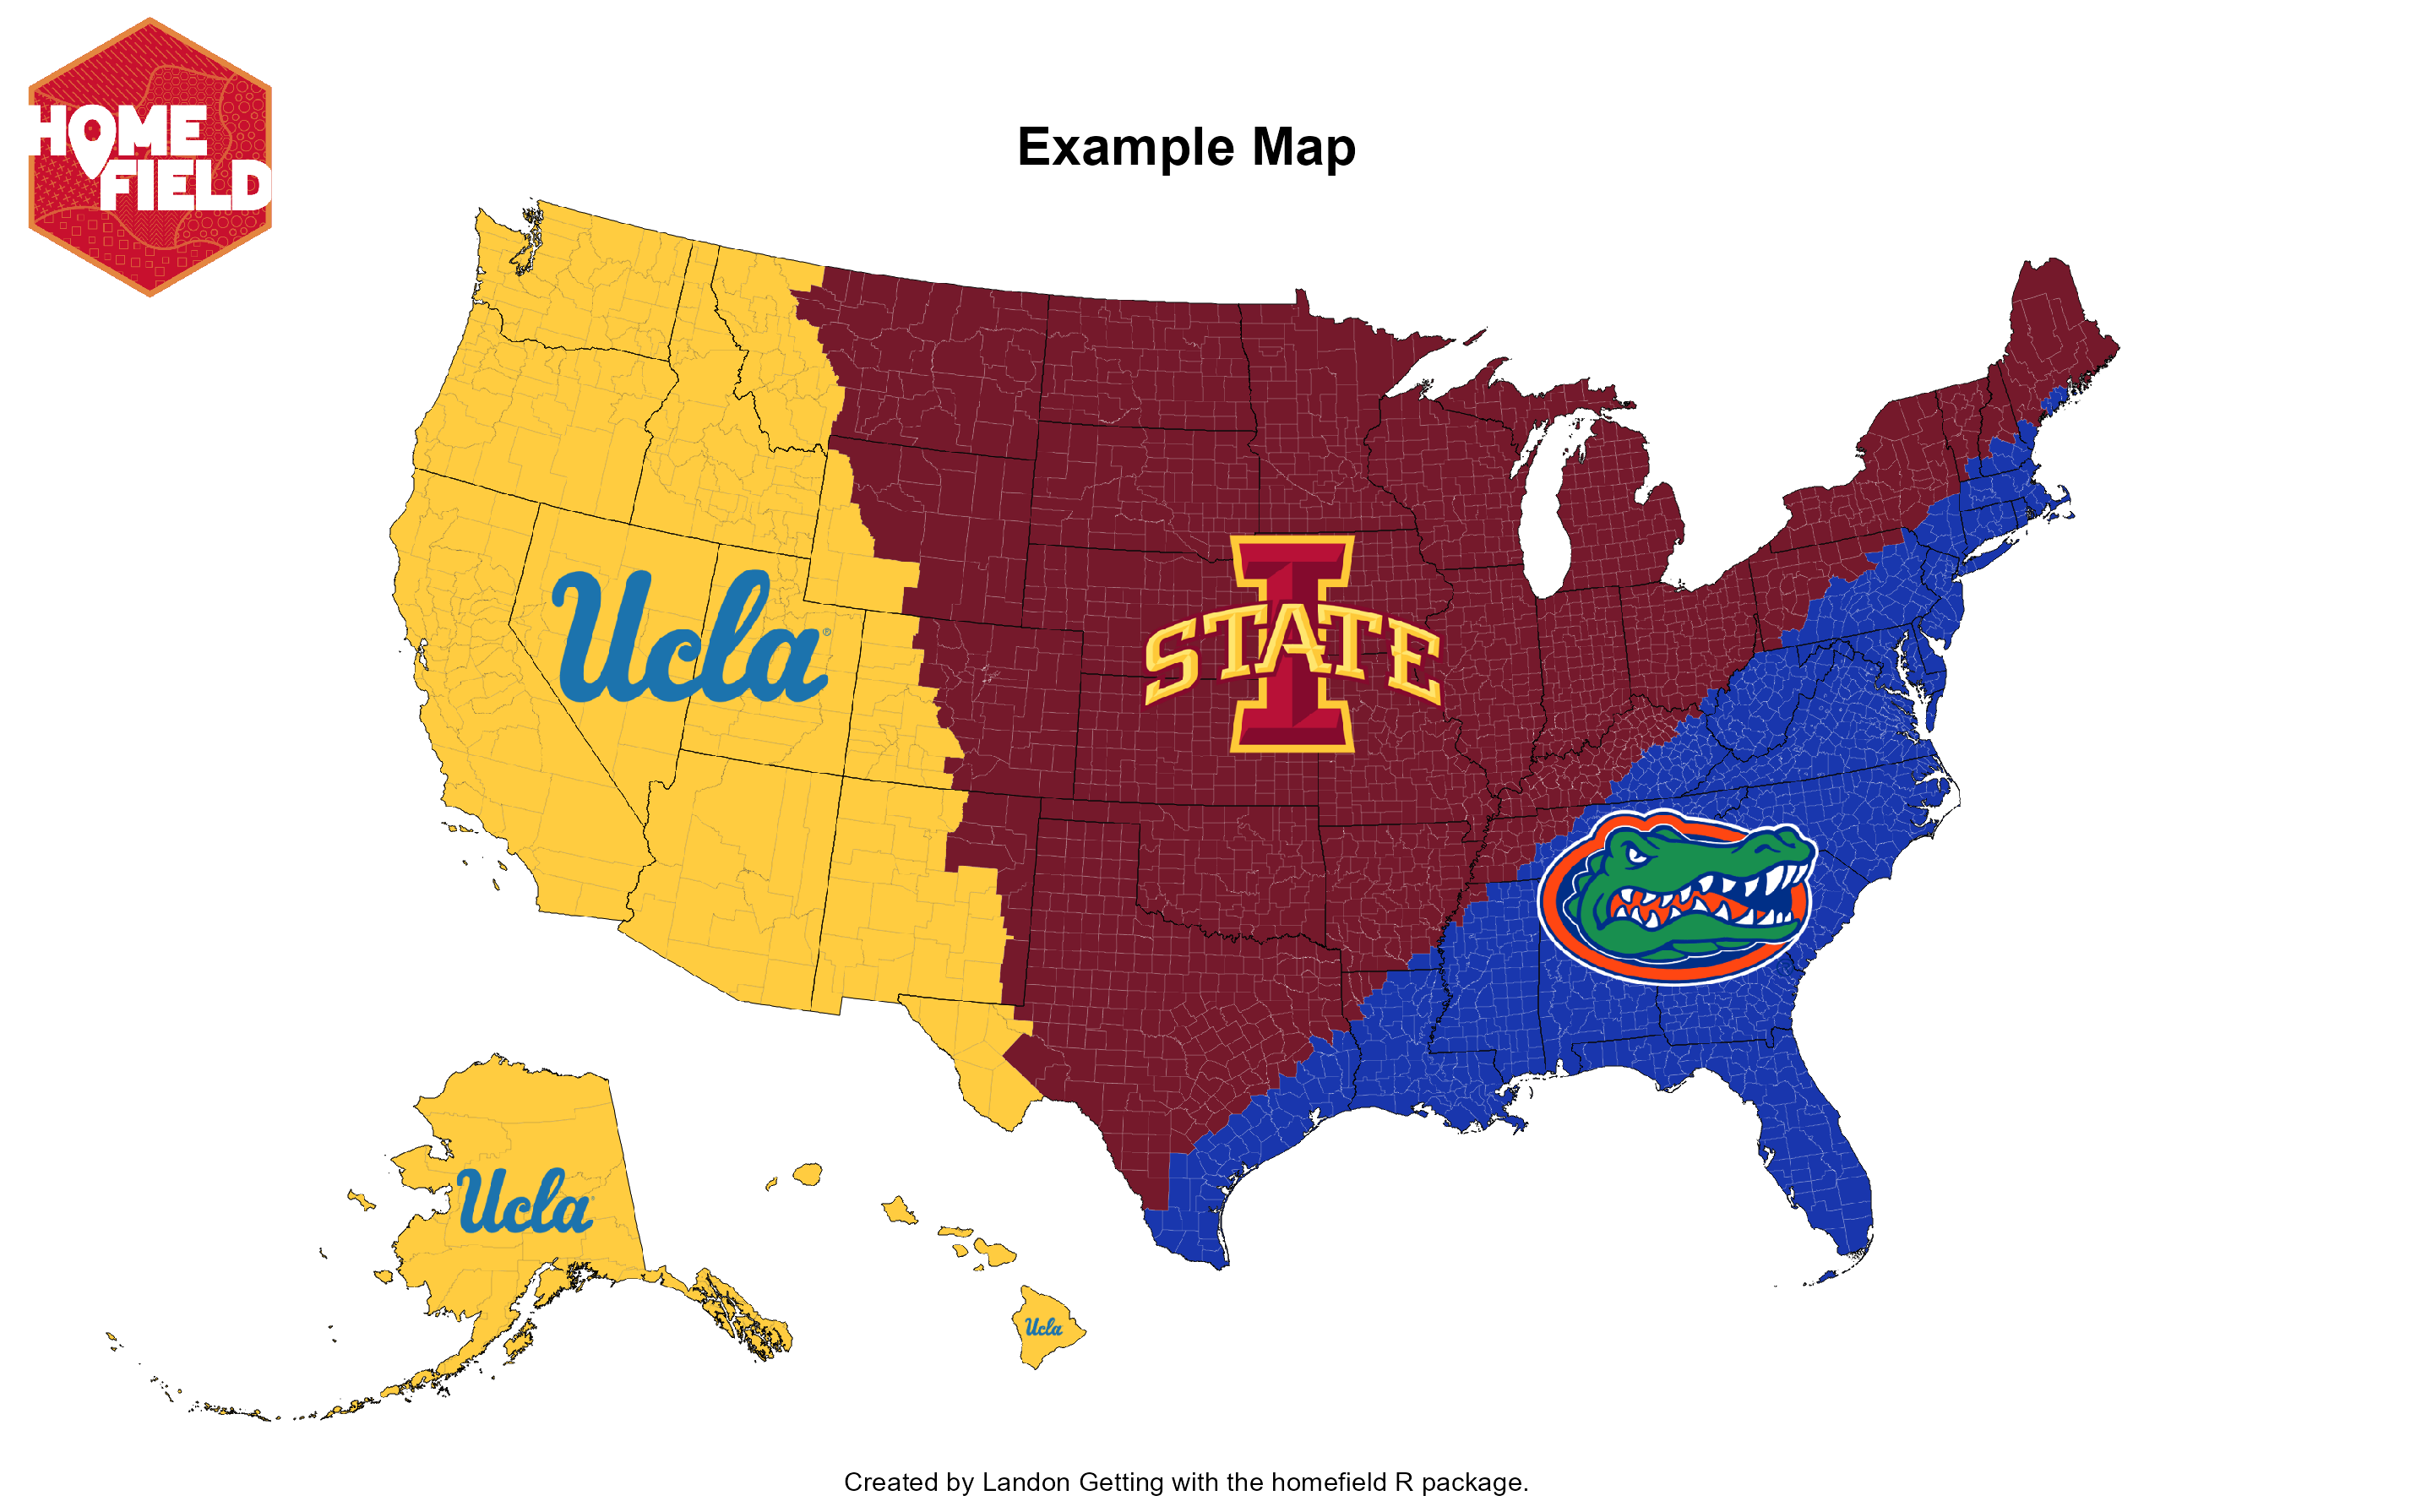 HOME
FIELD
Example Map
Ucla
STATE
Ucla
Ucla
Created by Landon Getting with the homefield R package.